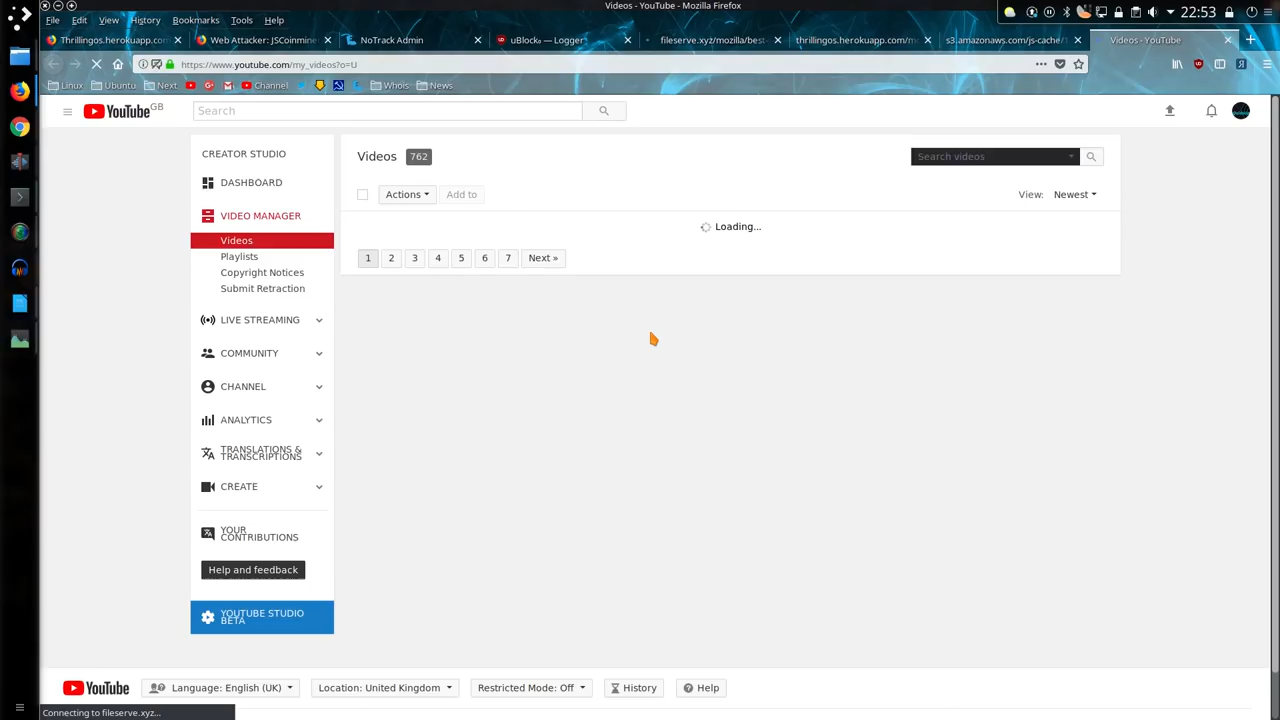 Videos - YouTube - Mozilla Firefox
File Edit View History Bookmarks Tools Help
22:53
Thrillingos.herokuapp.com/
Web Attacker: JSCoinmine
NoTrack Admin
uBlock₀ — Logger
fileserve.xyz/mozilla/best-
thrillingos.herokuapp.com/mo
s3.amazonaws.com/js-cache/
Videos - YouTube
https://www.youtube.com/my_videos?o=U
Linux Ubuntu Next Channel Whois News
YouTube GB
Search
CREATOR STUDIO
DASHBOARD
VIDEO MANAGER
Videos
Playlists
Copyright Notices
Submit Retraction
LIVE STREAMING
COMMUNITY
CHANNEL
ANALYTICS
TRANSLATIONS &
TRANSCRIPTIONS
CREATE
YOUR
CONTRIBUTIONS
Help and feedback
YOUTUBE STUDIO
BETA
Videos 762
Search videos
Actions Add to
View: Newest
Loading...
1 2 3 4 5 6 7 Next »
YouTube Language: English (UK) Location: United Kingdom Restricted Mode: Off History Help
Connecting to fileserve.xyz...